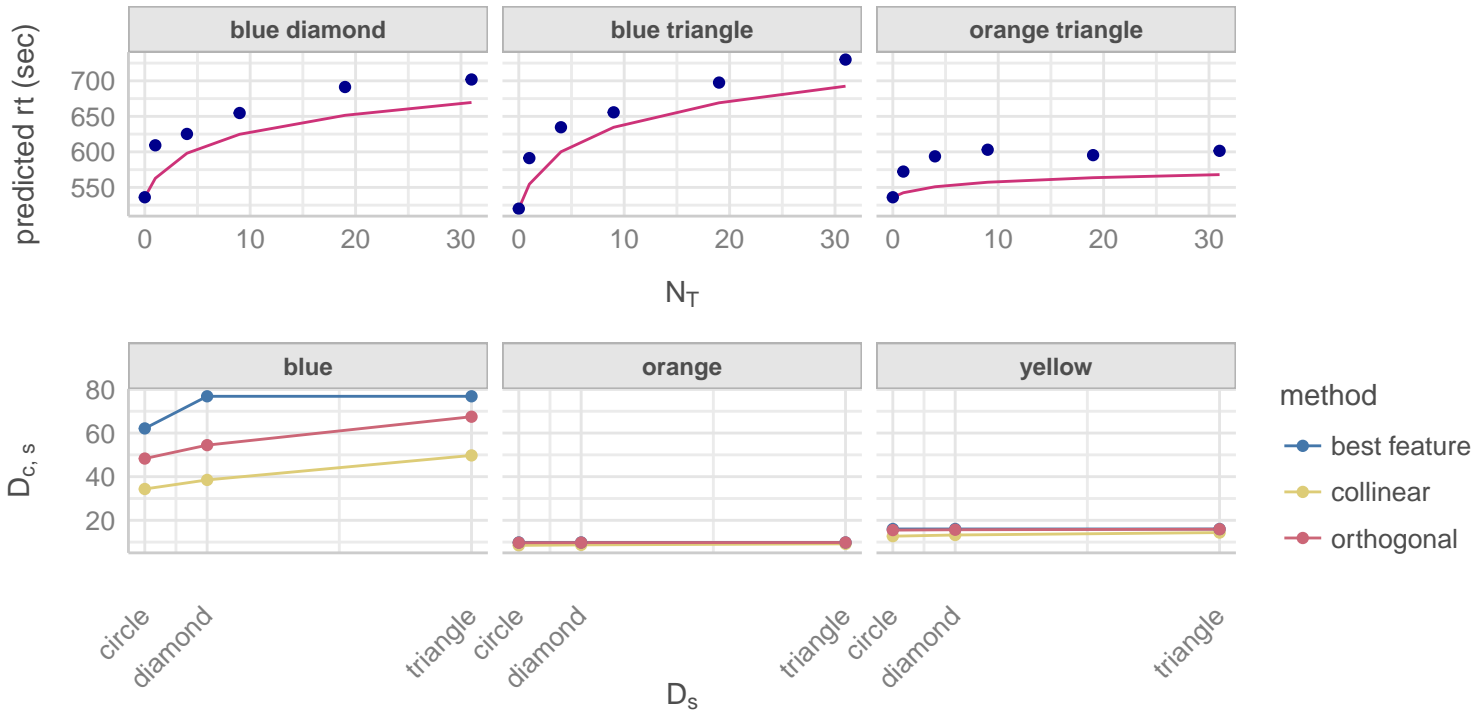 blue diamond blue triangle orange triangle
predicted rt (sec)
700
650
600
550
0 10 20 30 0 10 20 30 0 10 20 30
N_T
blue orange yellow
D_c, s
80
60
40
20
circle diamond triangle circle diamond triangle circle diamond triangle
D_s
method
best feature
collinear
orthogonal